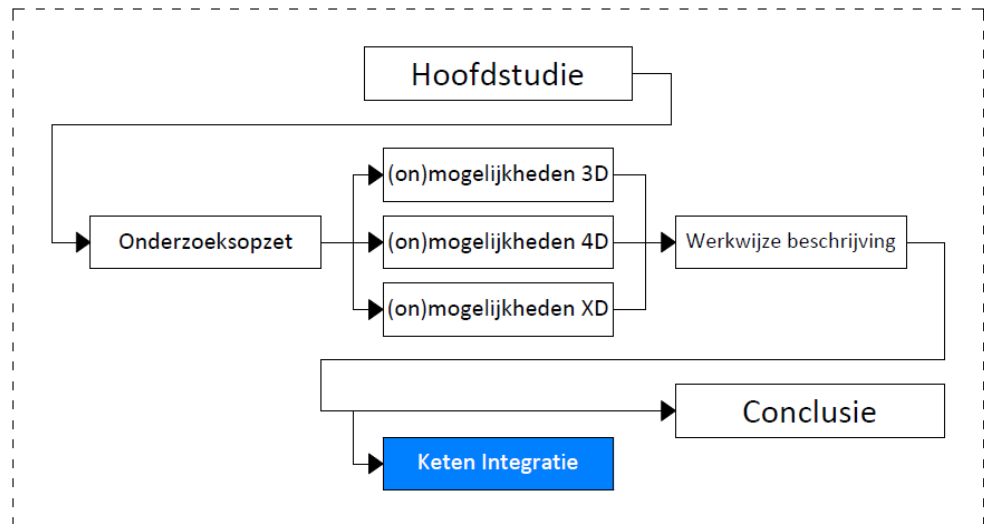 Hoofdstudie
Onderzoeksopzet
(on)mogelijkheden 3D
(on)mogelijkheden 4D
(on)mogelijkheden XD
Werkwijze beschrijving
Conclusie
Keten Integratie